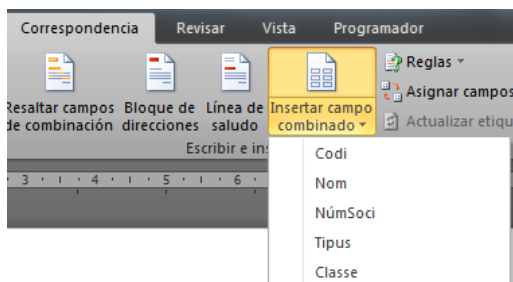 Correspondencia Revisar Vista Programador
Resaltar campos de combinación
Bloque de direcciones
Línea de saludo
Insertar campo combinado
Reglas
Asignar campos
Actualizar etiqu
Escribir e in
3 4 5 6
Codi
Nom
NúmSoci
Tipus
Classe